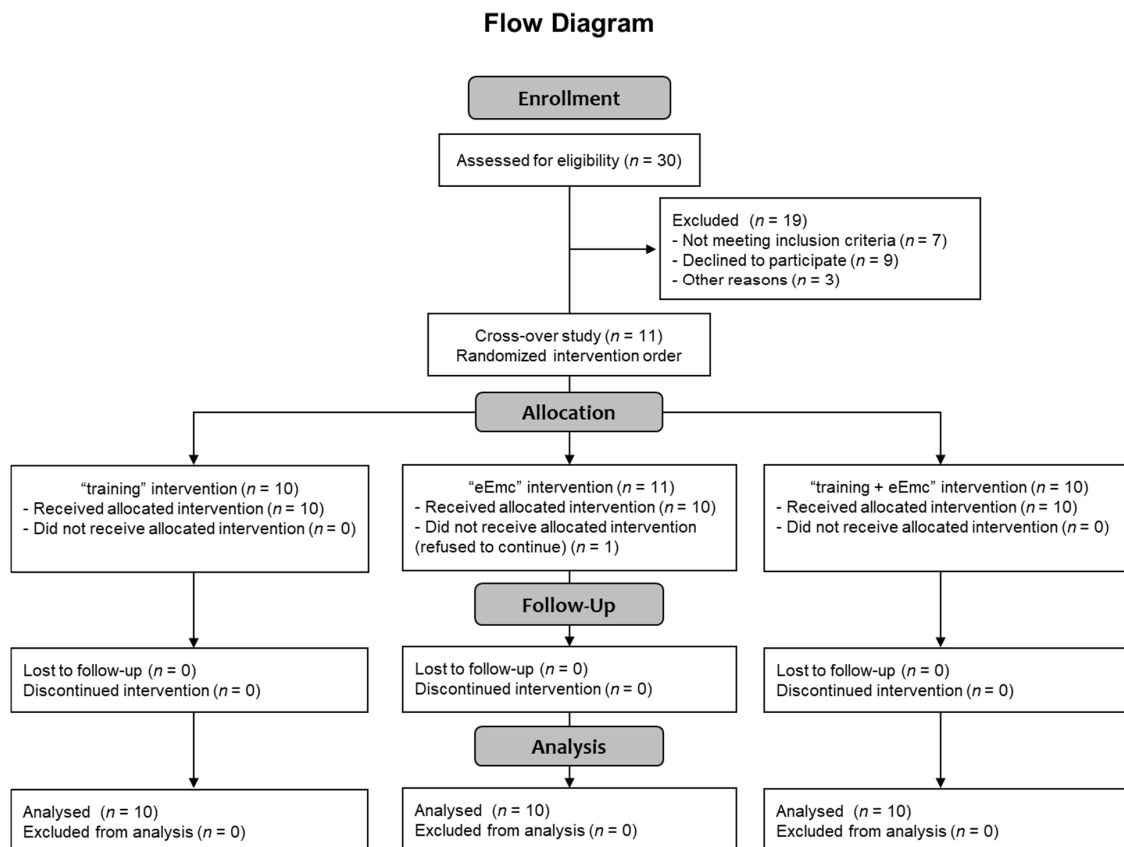 Flow Diagram
Enrollment
Assessed for eligibility (n = 30)
Excluded (n = 19)
- Not meeting inclusion criteria (n = 7)
- Declined to participate (n = 9)
- Other reasons (n = 3)
Cross-over study (n = 11)
Randomized intervention order
Allocation
“training” intervention (n = 10)
- Received allocated intervention (n = 10)
- Did not receive allocated intervention (n = 0)
“eEmc” intervention (n = 11)
- Received allocated intervention (n = 10)
- Did not receive allocated intervention
(refused to continue) (n = 1)
“training + eEmc” intervention (n = 10)
- Received allocated intervention (n = 10)
- Did not receive allocated intervention (n = 0)
Follow-Up
Lost to follow-up (n = 0)
Discontinued intervention (n = 0)
Lost to follow-up (n = 0)
Discontinued intervention (n = 0)
Lost to follow-up (n = 0)
Discontinued intervention (n = 0)
Analysis
Analysed (n = 10)
Excluded from analysis (n = 0)
Analysed (n = 10)
Excluded from analysis (n = 0)
Analysed (n = 10)
Excluded from analysis (n = 0)